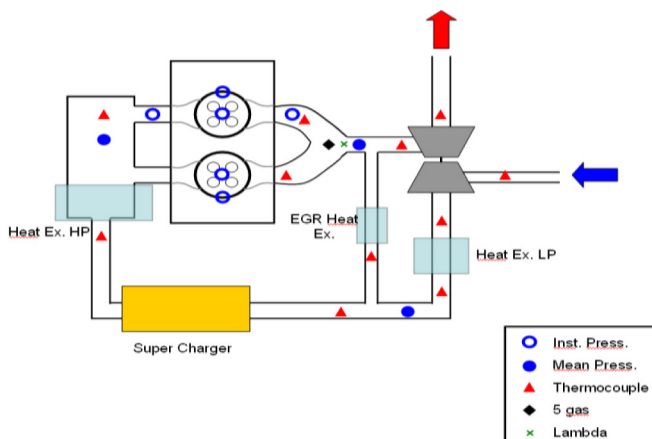 Heat Ex. HP
EGR Heat
Ex.
Heat Ex. LP
Super Charger
Inst. Press.
Mean Press.
Thermocouple
5 gas
Lambda